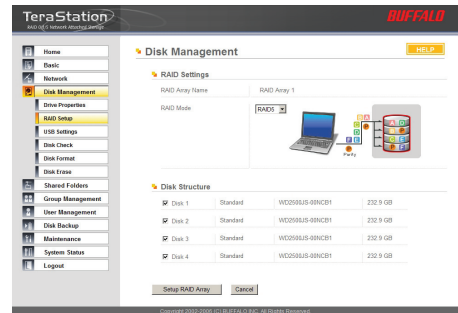 TeraStation
BUFFALO
RAID
Network Attached Storage
Home
Basic
Network
Disk Management
Drive Properties
RAID Setup
USB Settings
Disk Check
Disk Format
Disk Erase
Shared Folders
Group Management
User Management
Disk Backup
Maintenance
System Status
Logout
Disk Management
HELP
RAID Settings
RAID Array Name RAID Array 1
RAID Mode RAID5
Parity
Disk Structure
Disk 1 Standard WD2500JS-00NCB1 232.9 GB
Disk 2 Standard WD2500JS-00NCB1 232.9 GB
Disk 3 Standard WD2500JS-00NCB1 232.9 GB
Disk 4 Standard WD2500JS-00NCB1 232.9 GB
Setup RAID Array Cancel
Copyright 2003-2006 (C) BUFFALO INC. All Rights Reserved.